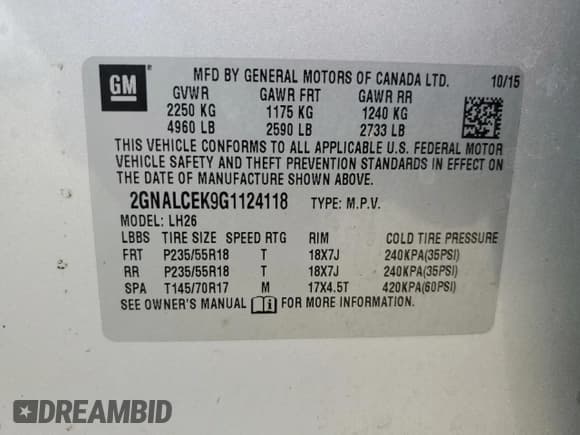 GM
MFD BY GENERAL MOTORS OF CANADA LTD. 10/15
GVWR GAWR FRT GAWR RR
2250 KG 1175 KG 1240 KG
4960 LB 2590 LB 2733 LB
THIS VEHICLE CONFORMS TO ALL APPLICABLE U.S. FEDERAL MOTOR
VEHICLE SAFETY AND THEFT PREVENTION STANDARDS IN EFFECT ON
THE DATE OF MANUFACTURE SHOWN ABOVE.
2GNALCEK9G1124118 TYPE: M.P.V.
MODEL: LH26
LBBS TIRE SIZE SPEED RTG RIM COLD TIRE PRESSURE
FRT P235/55R18 T 18X7J 240KPA(35PSI)
RR P235/55R18 T 18X7J 240KPA(35PSI)
SPA T145/70R17 M 17X4.5T 420KPA(60PSI)
SEE OWNER'S MANUAL i FOR MORE INFORMATION.
DREAMBID